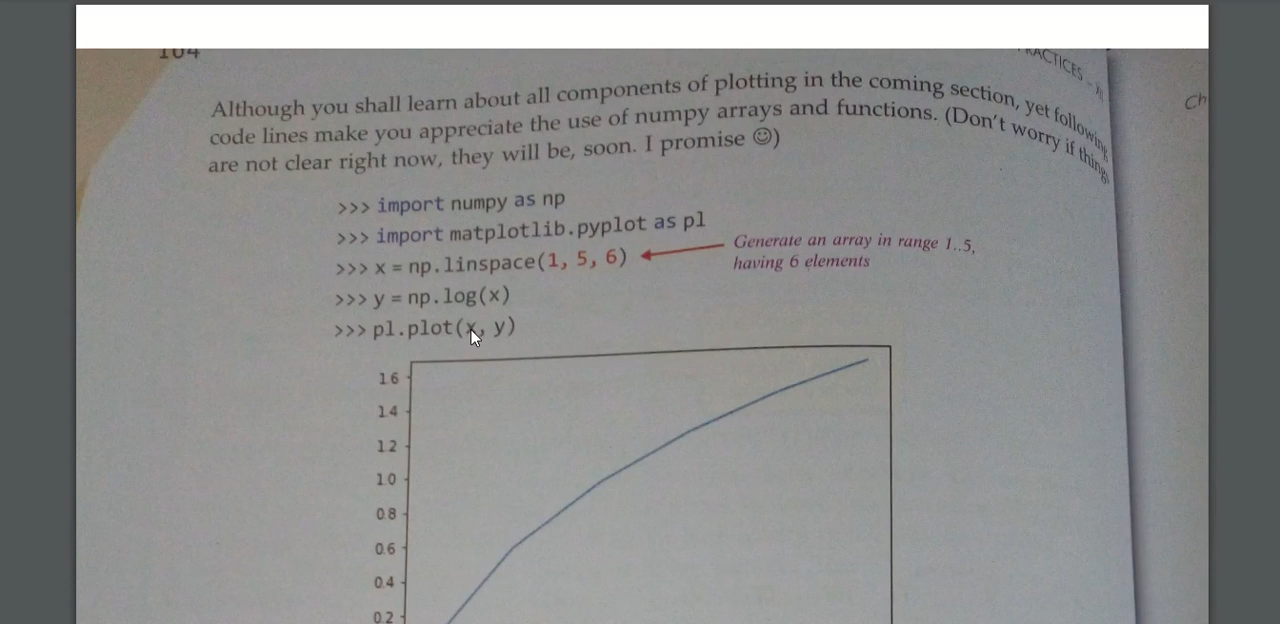 104
RACTICES - XI
Ch
Although you shall learn about all components of plotting in the coming section, yet following
code lines make you appreciate the use of numpy arrays and functions. (Don't worry if things
are not clear right now, they will be, soon. I promise ☺)
>>> import numpy as np
>>> import matplotlib.pyplot as pl
>>> x = np.linspace(1, 5, 6)
Generate an array in range 1..5,
having 6 elements
>>> y = np.log(x)
>>> pl.plot(x, y)
1.6
1.4
1.2
1.0
0.8
0.6
0.4
0.2